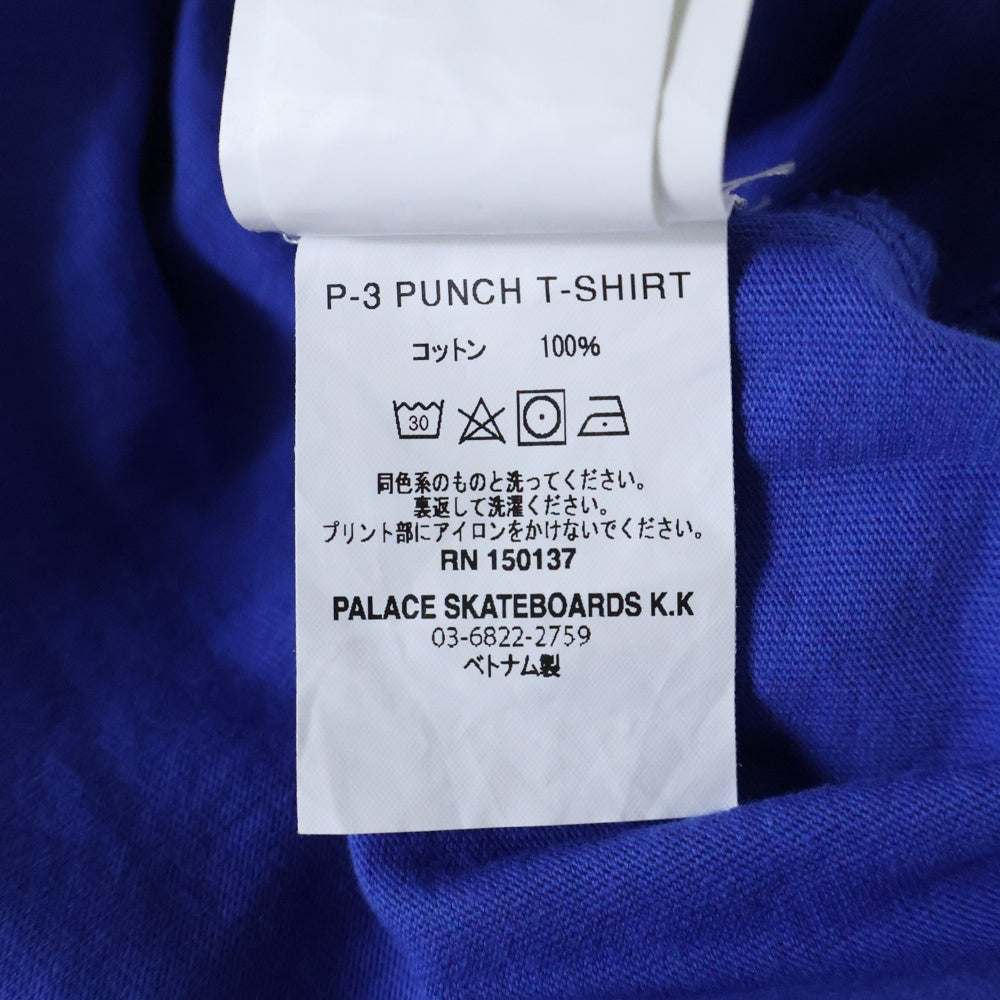 P-3 PUNCH T-SHIRT
コットン 100%
30
同色系のものと洗ってください。
裏返して洗濯ください。
プリント部にアイロンをかけないでください。
RN 150137
PALACE SKATEBOARDS K.K
03-6822-2759
ベトナム製